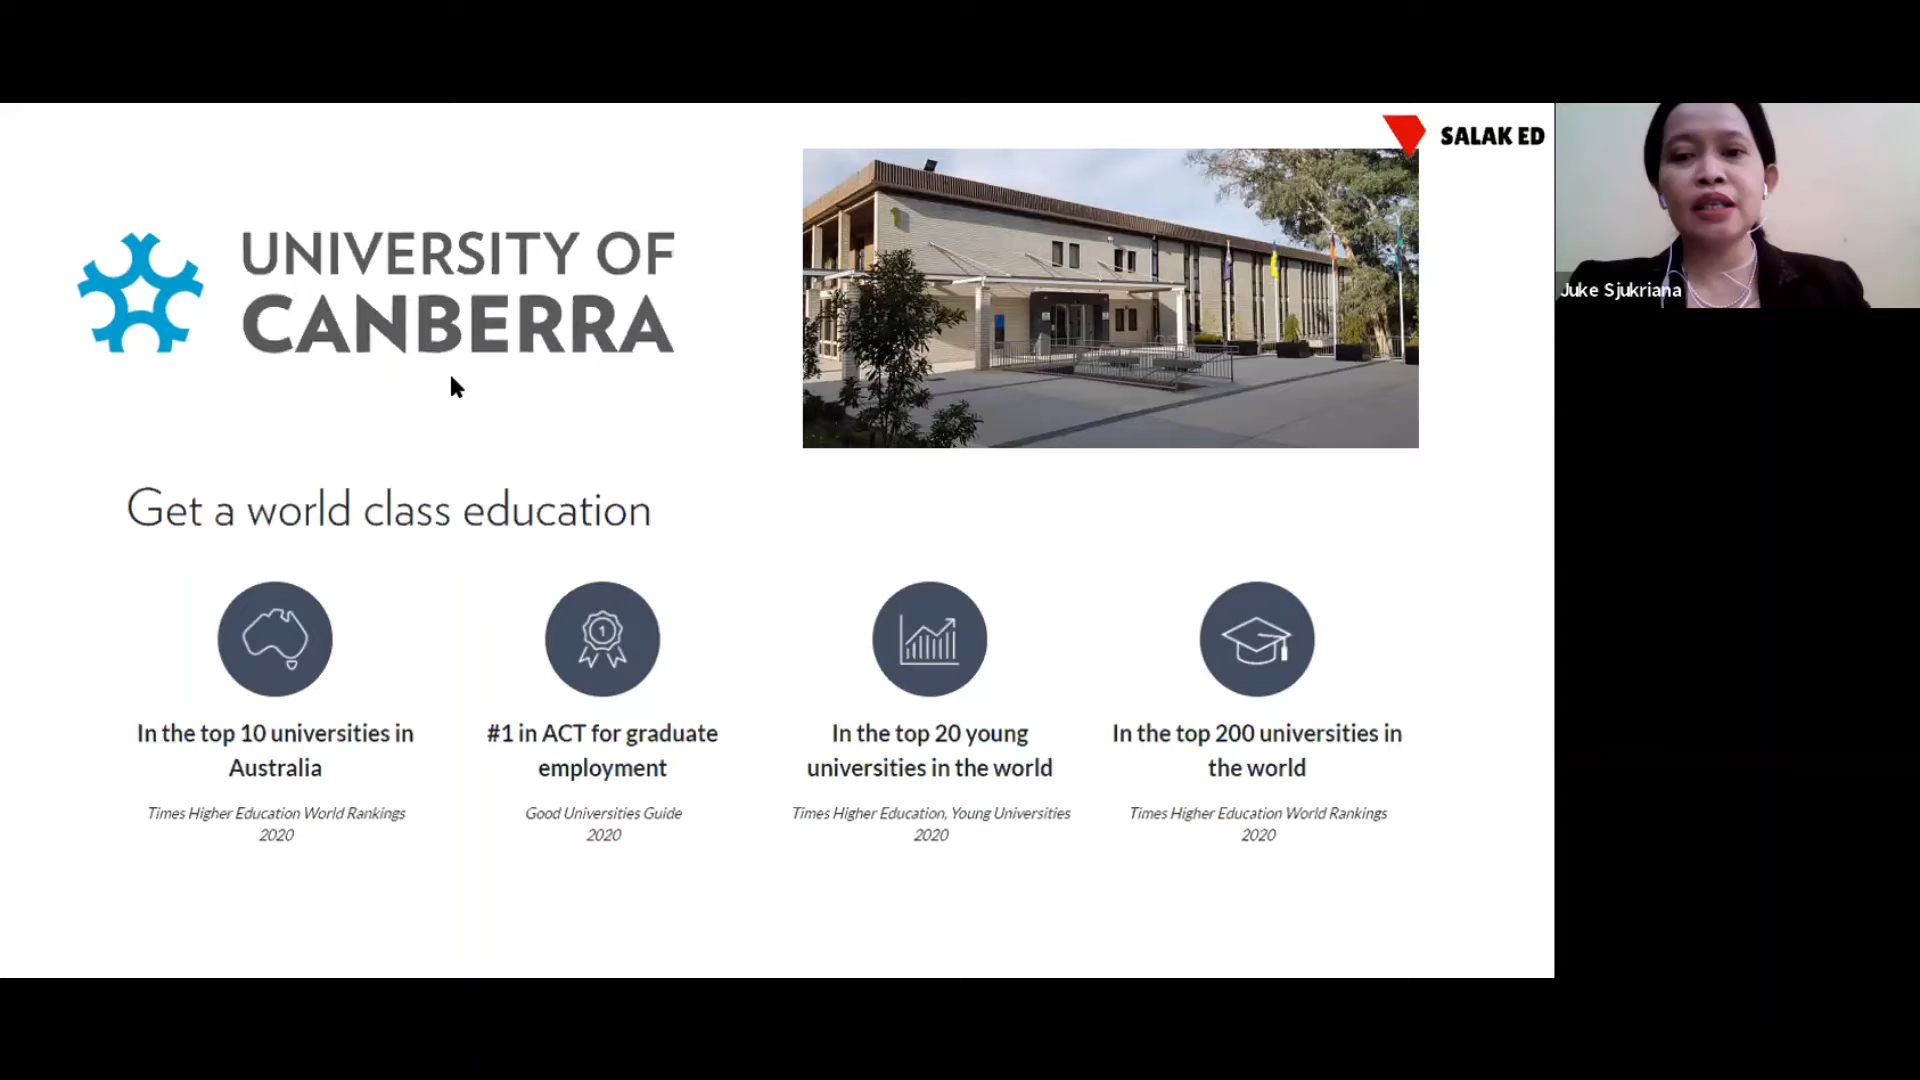 SALAK ED
UNIVERSITY OF
CANBERRA
Juke Sjukriana
Get a world class education
1
In the top 10 universities in
Australia
Times Higher Education World Rankings
2020
#1 in ACT for graduate
employment
Good Universities Guide
2020
In the top 20 young
universities in the world
Times Higher Education, Young Universities
2020
In the top 200 universities in
the world
Times Higher Education World Rankings
2020